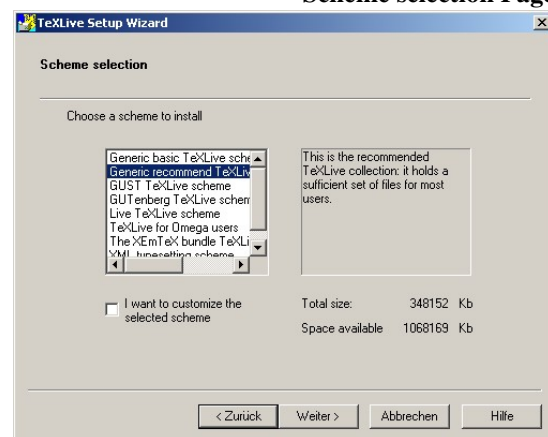 Scheme selection Page
TeXLive Setup Wizard
Scheme selection
Choose a scheme to install
Generic basic TeXLive sche
Generic recommend TeXLiv
GUST TeXLive scheme
GUTenberg TeXLive schem
Live TeXLive scheme
TeXLive for Omega users
The XEmTeX bundle TeXLi
XML typesetting scheme
This is the recommended
TeXLive collection: it holds a
sufficient set of files for most
users.
I want to customize the
selected scheme
Total size: 348152 Kb
Space available 1068169 Kb
< Zurück Weiter > Abbrechen Hilfe